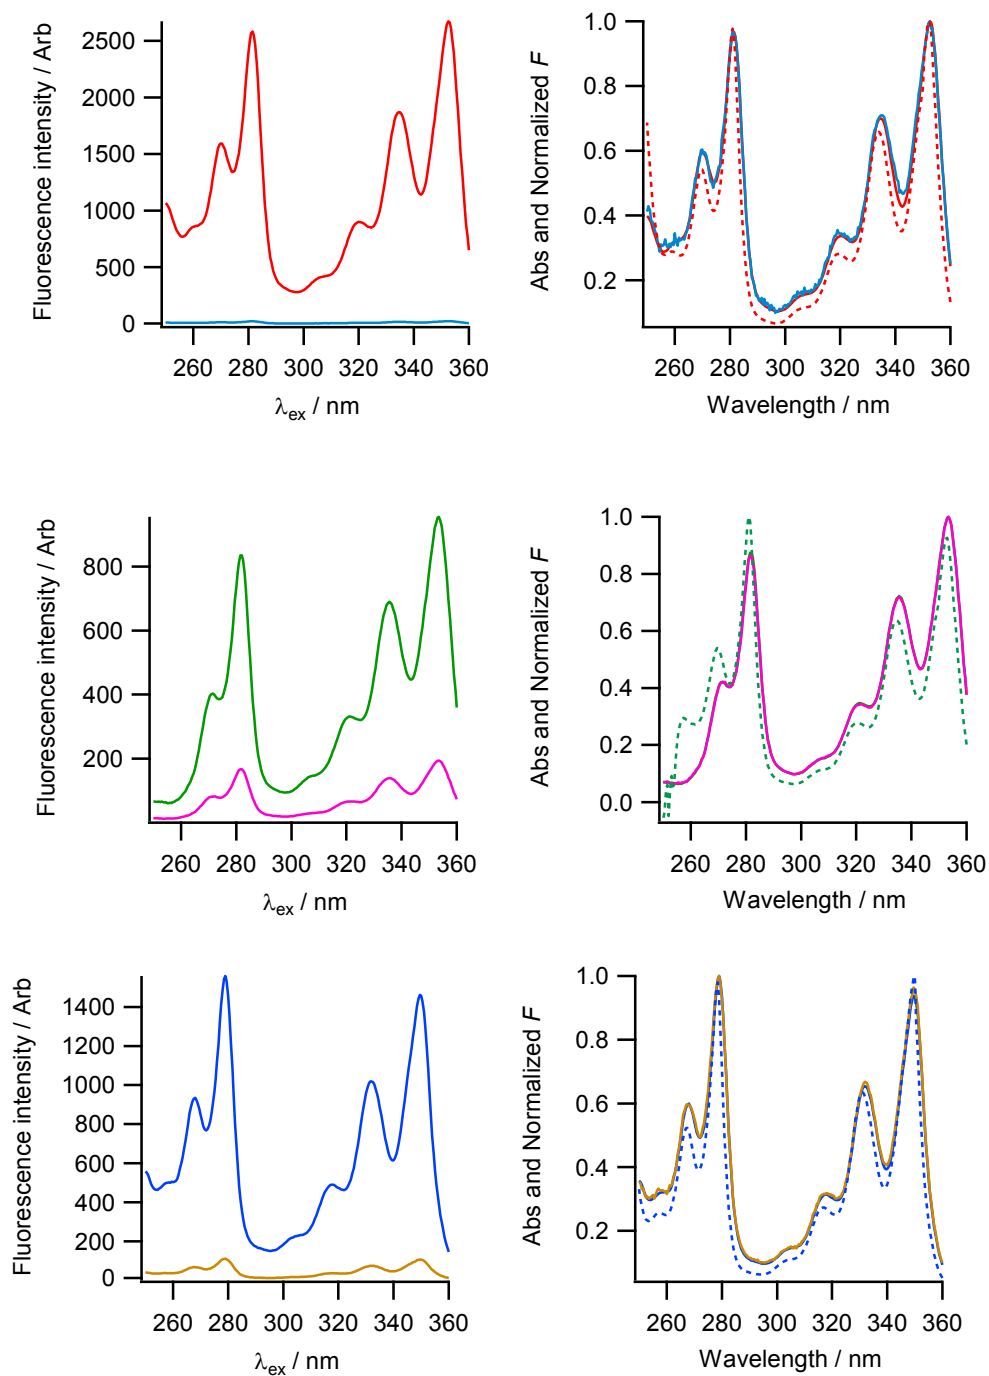 Fluorescence intensity / Arb
2500
2000
1500
1000
500
0
260 280 300 320 340 360
λex / nm
Abs and Normalized F
1.0
0.8
0.6
0.4
0.2
260 280 300 320 340 360
Wavelength / nm
Fluorescence intensity / Arb
800
600
400
200
260 280 300 320 340 360
λex / nm
Abs and Normalized F
1.0
0.8
0.6
0.4
0.2
0.0
260 280 300 320 340 360
Wavelength / nm
Fluorescence intensity / Arb
1400
1200
1000
800
600
400
200
0
260 280 300 320 340 360
λex / nm
Abs and Normalized F
1.0
0.8
0.6
0.4
0.2
260 280 300 320 340 360
Wavelength / nm